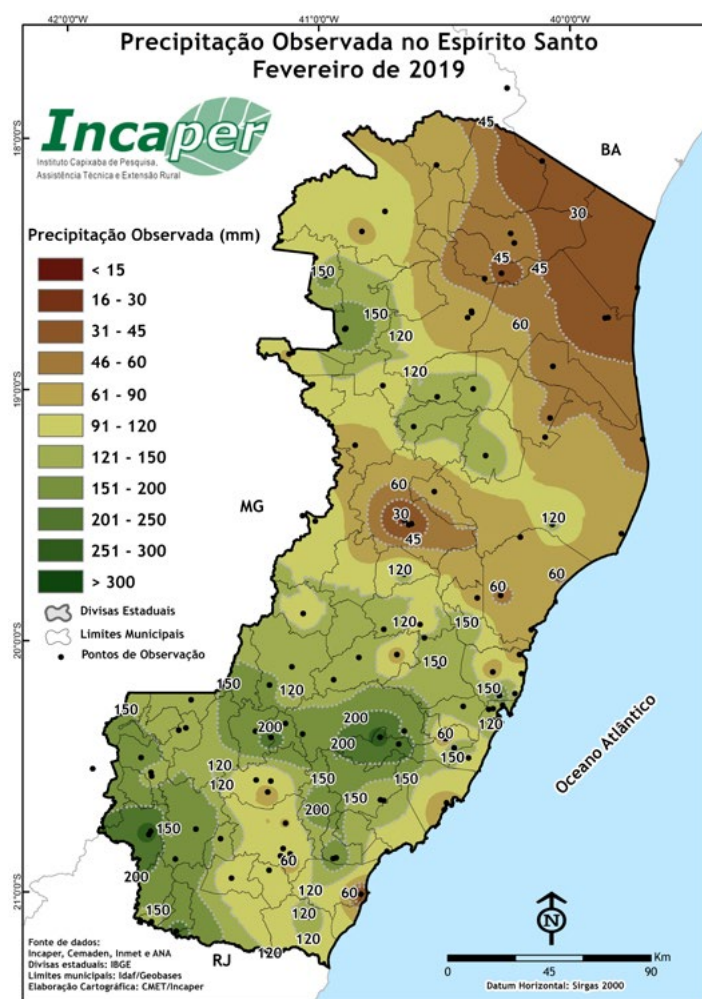 42°0'0"W
41°0'0"W
40°0'0"W
Precipitação Observada no Espírito Santo
Fevereiro de 2019
18°0'0"S
19°0'0"S
20°0'0"S
21°0'0"S
Incaper
Instituto Capixaba de Pesquisa,
Assistência Técnica e Extensão Rural
Precipitação Observada (mm)
< 15
16 - 30
31 - 45
46 - 60
61 - 90
91 - 120
121 - 150
151 - 200
201 - 250
251 - 300
> 300
Divisas Estaduais
Limites Municipais
Pontos de Observação
BA
MG
RJ
Oceano Atlântico
45
30
45
45
150
150
60
120
120
60
30
45
120
120
60
150
120
150
150
150
120
200
200
200
120
60
150
120
120
150
150
150
200
150
60
200
120
60
150
120
120
120
N
0
45
90
Km
Datum Horizontal: Sirgas 2000
Fonte de dados:
Incaper, Cemaden, Inmet e ANA
Divisas estaduais: IBGE
Limites municipais: Idaf/Geobases
Elaboração Cartográfica: CMET/Incaper